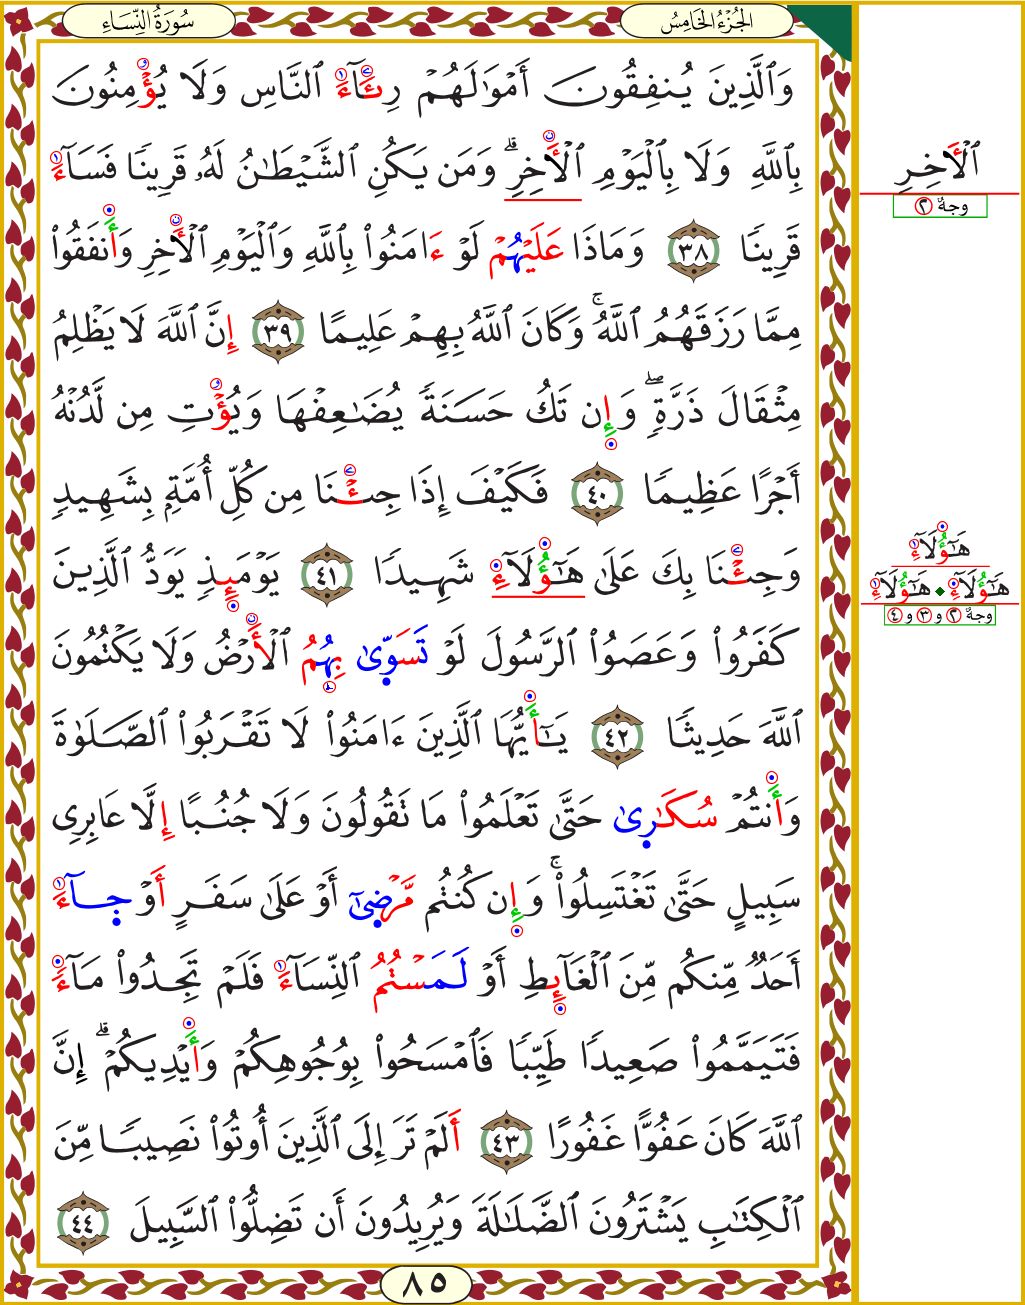 سُورَةُ النِّسَاءِ
الجُزْءُ الخَامِسُ
وَٱلَّذِينَ يُنفِقُونَ أَمْوَٰلَهُمْ رِئَآءَ ٱلنَّاسِ وَلَا يُؤْمِنُونَ
بِٱللَّهِ وَلَا بِٱلْيَوْمِ ٱلْأَخِرِ ۗ وَمَن يَكُنِ ٱلشَّيْطَٰنُ لَهُۥ قَرِينًا فَسَآءَ
قَرِينًا ٣٨ وَمَاذَا عَلَيْهُمْ لَوْ ءَامَنُوا۟ بِٱللَّهِ وَٱلْيَوْمِ ٱلْأَخِرِ وَأَنفَقُوا۟
مِمَّا رَزَقَهُمُ ٱللَّهُ ۚ وَكَانَ ٱللَّهُ بِهِمْ عَلِيمًا ٣٩ إِنَّ ٱللَّهَ لَا يَظْلِمُ
مِثْقَالَ ذَرَّةٍ ۖ وَإِن تَكُ حَسَنَةً يُضَٰعِفْهَا وَيُؤْتِ مِن لَّدُنْهُ
أَجْرًا عَظِيمًا ٤٠ فَكَيْفَ إِذَا جِئْنَا مِن كُلِّ أُمَّةٍۭ بِشَهِيدٍ
وَجِئْنَا بِكَ عَلَىٰ هَٰٓؤُلَآءِ شَهِيدًا ٤١ يَوْمَئِذٍ يَوَدُّ ٱلَّذِينَ
كَفَرُوا۟ وَعَصَوُا۟ ٱلرَّسُولَ لَوْ تَسَوَّىٰ بِهُمُ ٱلْأَرْضُ وَلَا يَكْتُمُونَ
ٱللَّهَ حَدِيثًا ٤٢ يَٰٓأَيُّهَا ٱلَّذِينَ ءَامَنُوا۟ لَا تَقْرَبُوا۟ ٱلصَّلَوٰةَ
وَأَنتُمْ سُكَٰرِىٰ حَتَّىٰ تَعْلَمُوا۟ مَا تَقُولُونَ وَلَا جُنُبًا إِلَّا عَابِرِى
سَبِيلٍ حَتَّىٰ تَغْتَسِلُوا۟ ۚ وَإِن كُنتُم مَّرْضِىٰٓ أَوْ عَلَىٰ سَفَرٍ أَوْ جَآءَ
أَحَدٌ مِّنكُم مِّنَ ٱلْغَآئِطِ أَوْ لَمَسْتُمُ ٱلنِّسَآءَ فَلَمْ تَجِدُوا۟ مَآءً
فَتَيَمَّمُوا۟ صَعِيدًا طَيِّبًا فَٱمْسَحُوا۟ بِوُجُوهِكُمْ وَأَيْدِيكُمْ ۗ إِنَّ
ٱللَّهَ كَانَ عَفُوًّا غَفُورًا ٤٣ أَلَمْ تَرَ إِلَى ٱلَّذِينَ أُوتُوا۟ نَصِيبًا مِّنَ
ٱلْكِتَٰبِ يَشْتَرُونَ ٱلضَّلَٰلَةَ وَيُرِيدُونَ أَن تَضِلُّوا۟ ٱلسَّبِيلَ ٤٤
٨٥
ٱلْأَخِرِ
وجهٌ ٢
هَٰٓؤُلَآءِ
هَٰٓؤُلَآءِ ◆ هَٰٓؤُلَآءِ
وجهٌ ٢ و ٣ و ٤